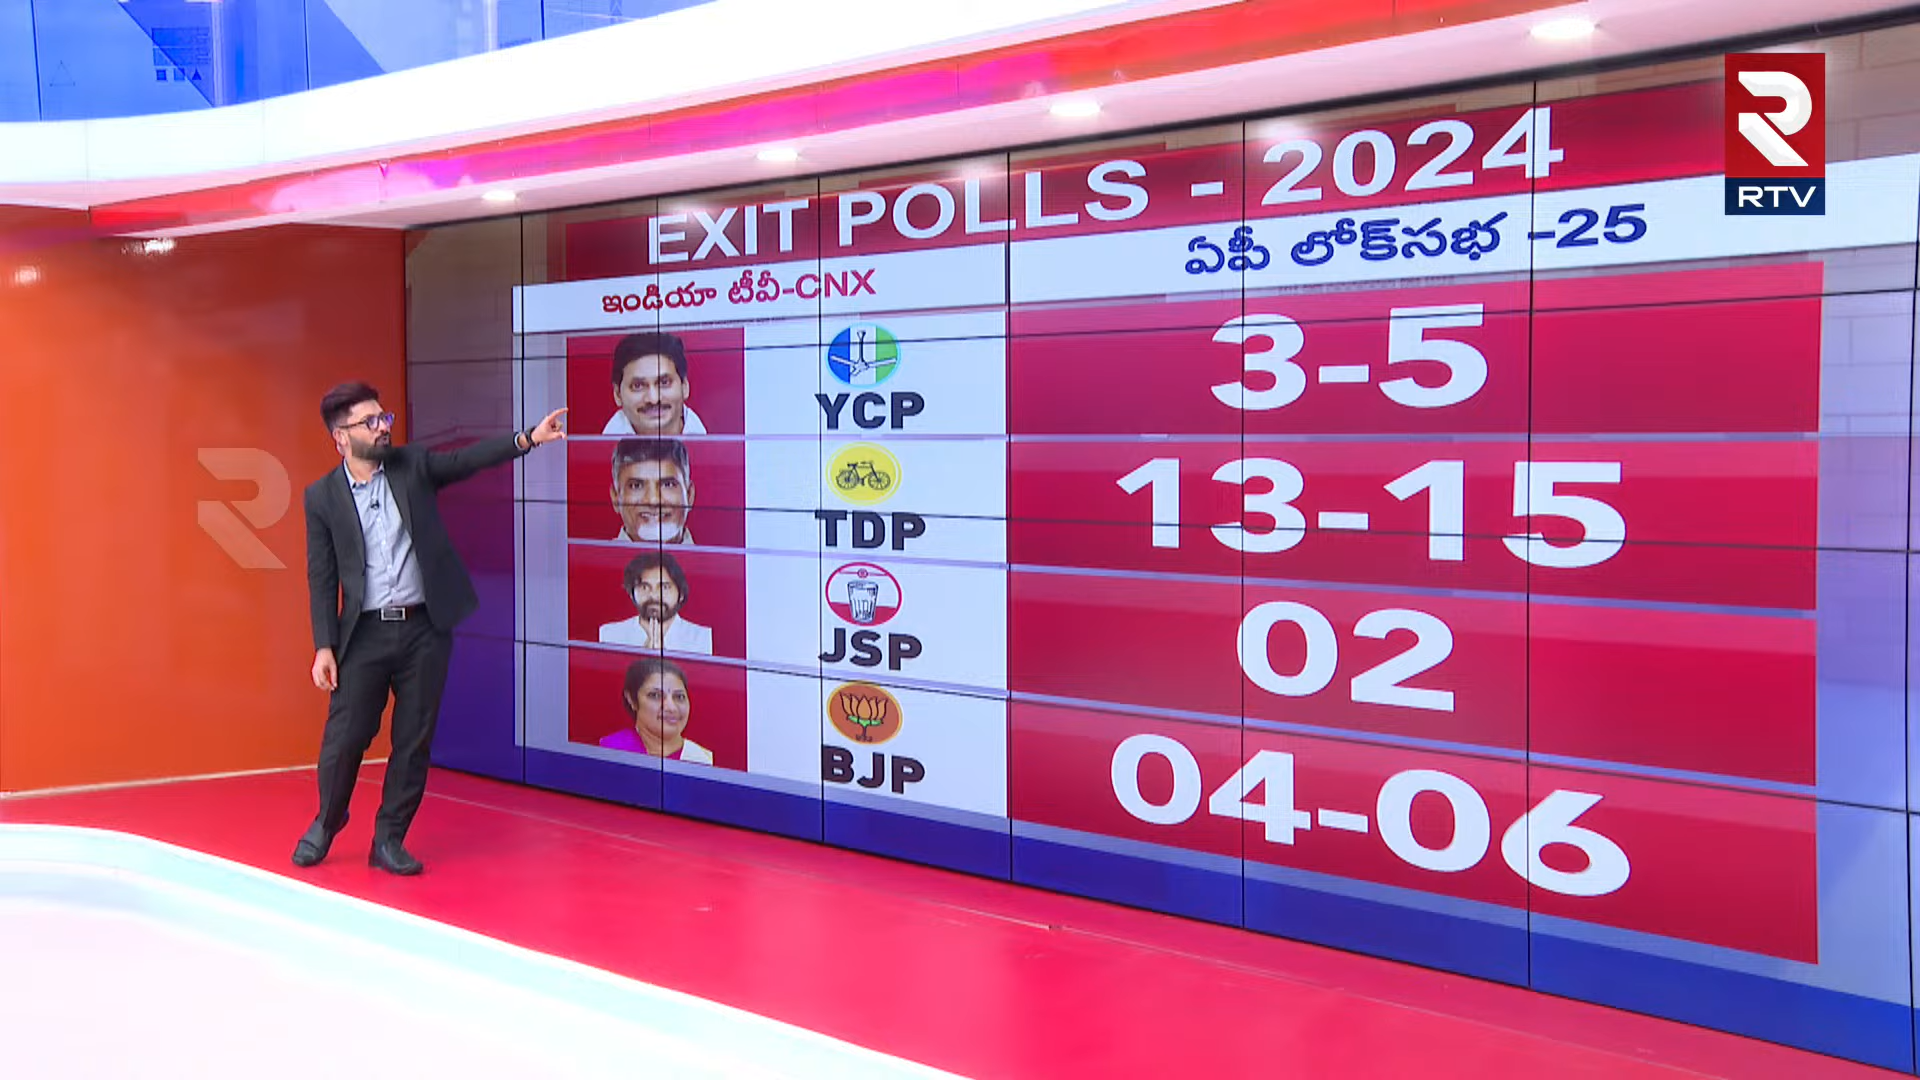 RTV
EXIT POLLS - 2024
ఇండియా టీవీ-CNX
ఏపీ లోక్‌సభ -25
YCP
3-5
TDP
13-15
JSP
02
BJP
04-06